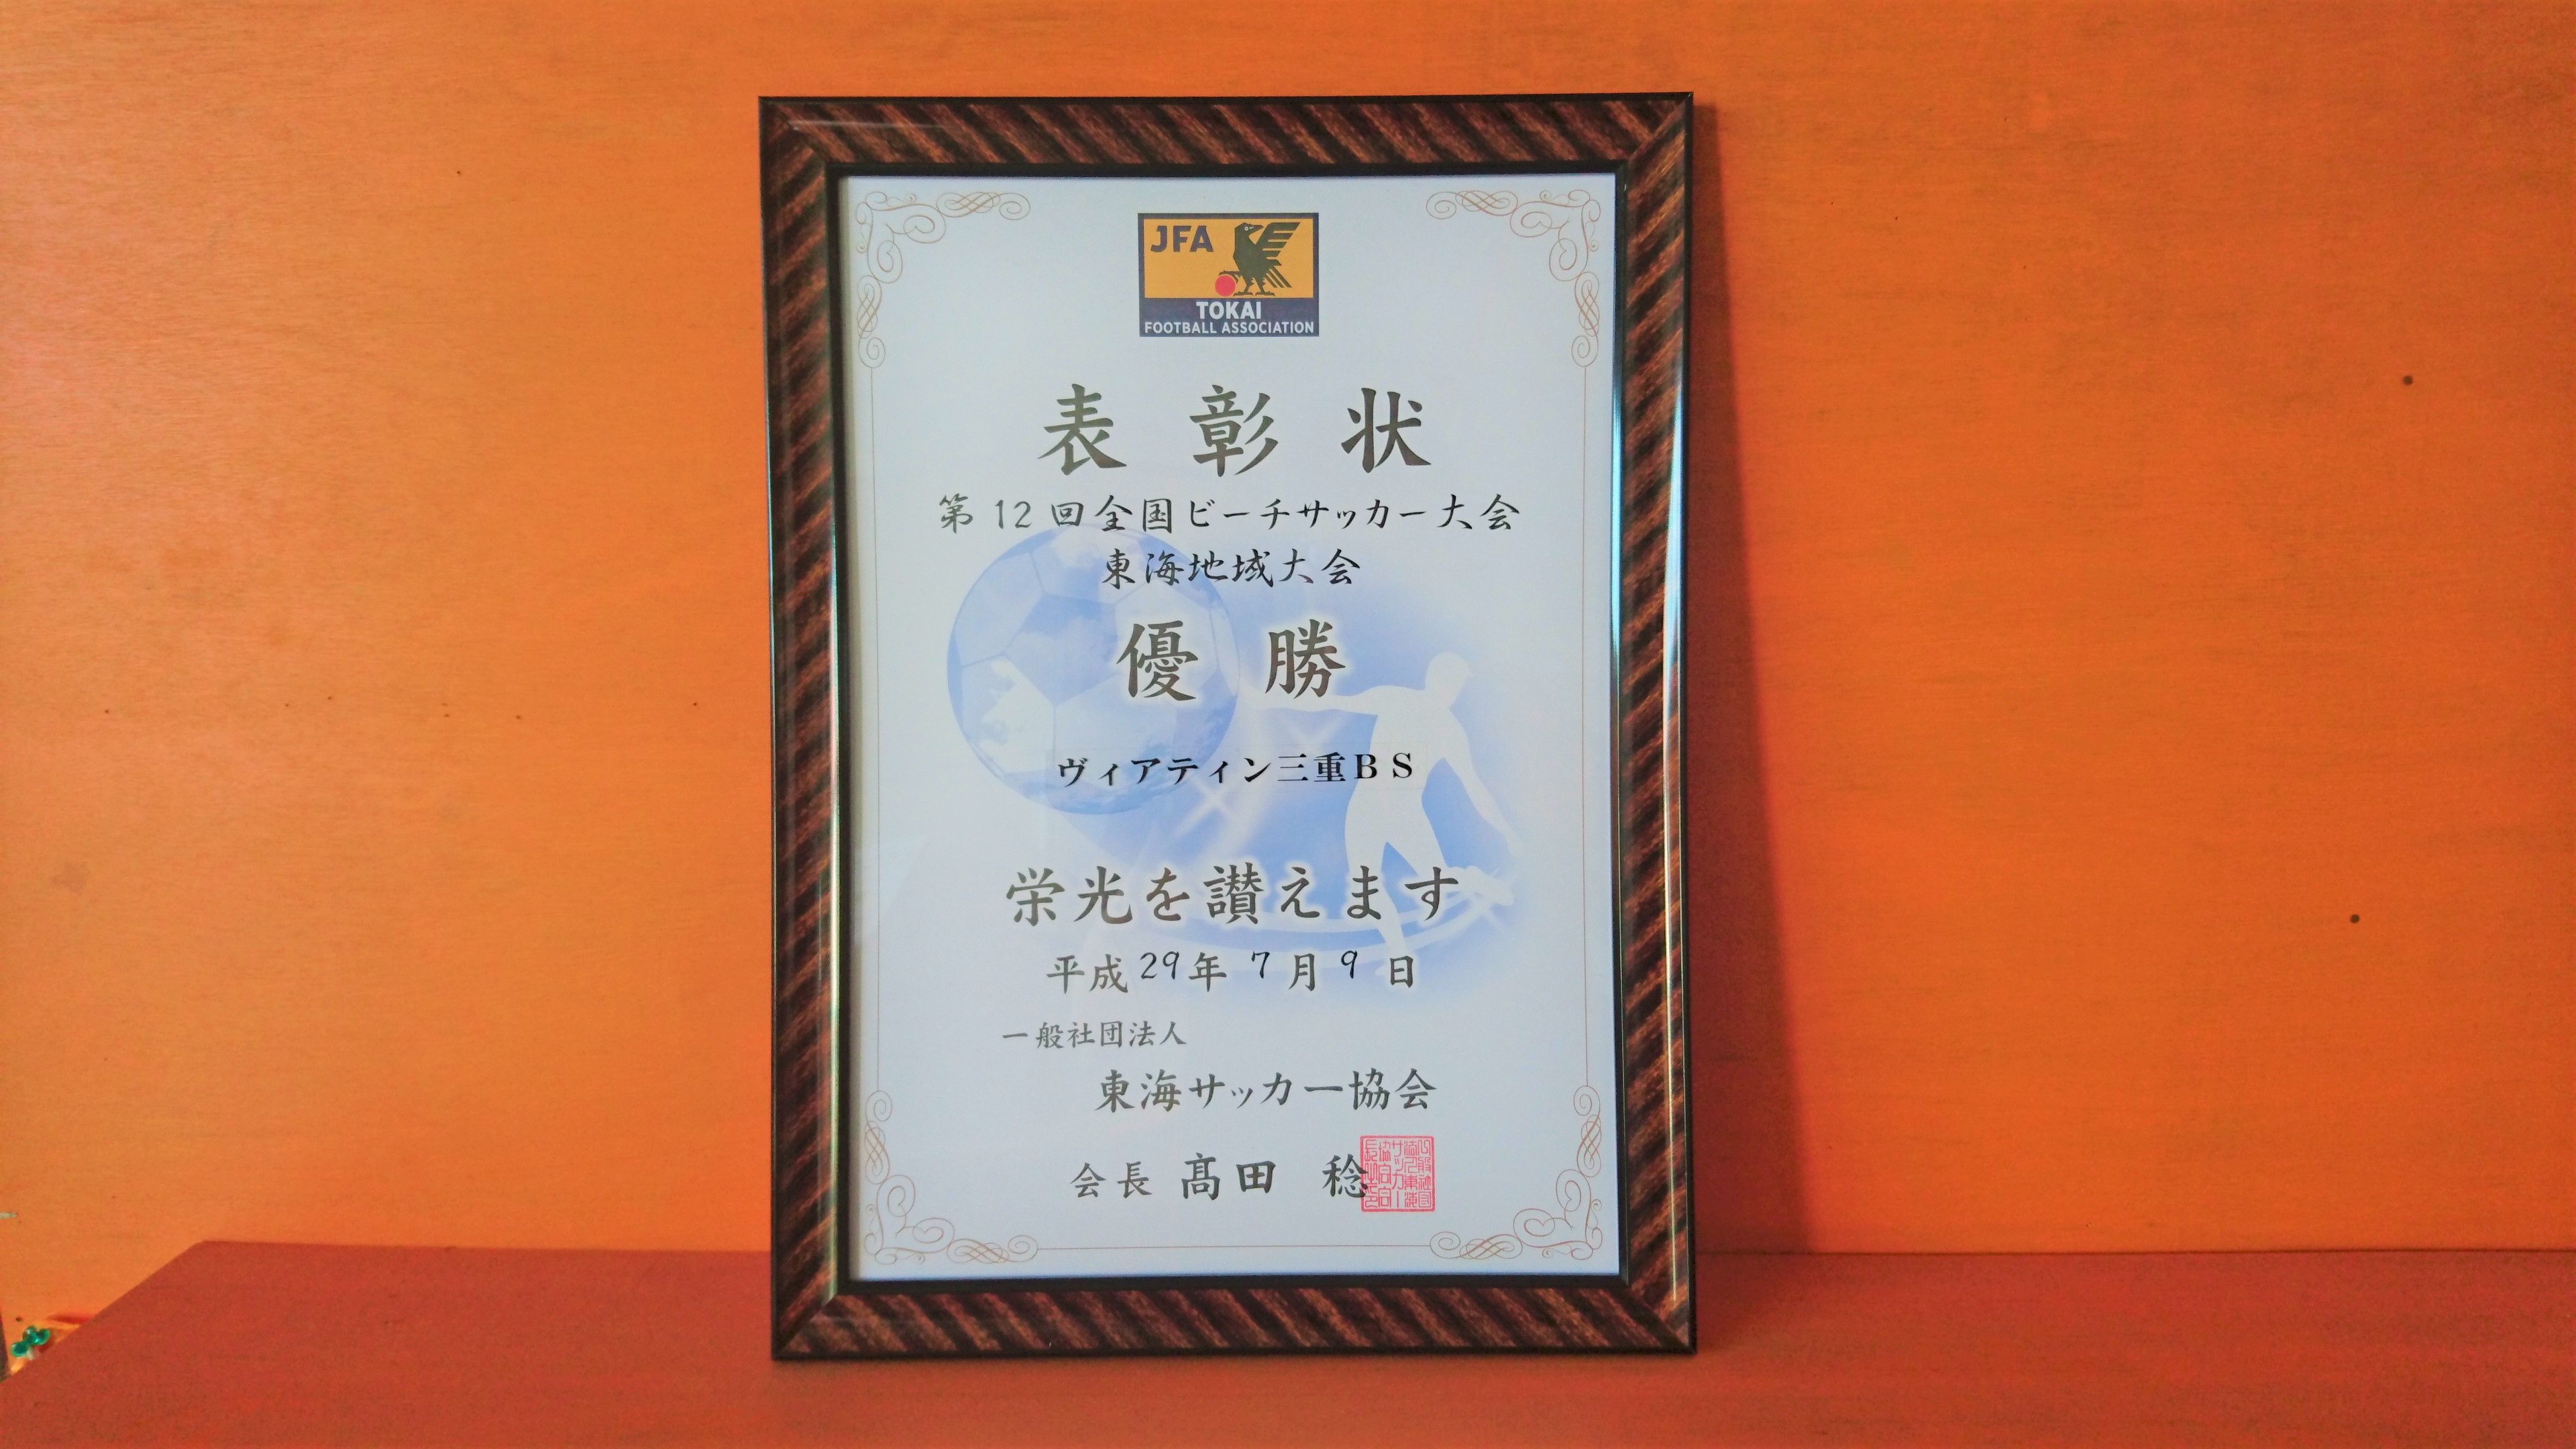 JFA
TOKAI
FOOTBALL ASSOCIATION
表彰状
第12回全国ビーチサッカー大会
東海地域大会
優勝
ヴィアティン三重BS
栄光を讃えます
平成29年7月9日
一般社団法人
東海サッカー協会
会長 髙田 稔